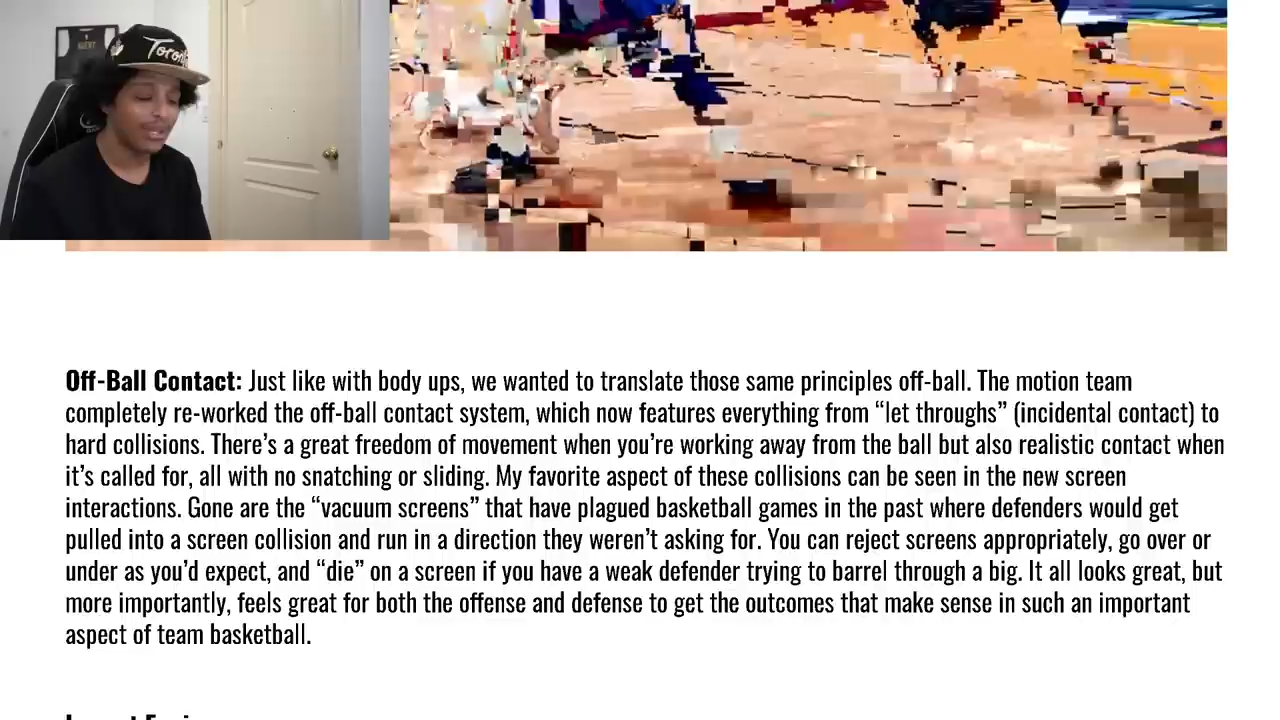 Toron
Off-Ball Contact: Just like with body ups, we wanted to translate those same principles off-ball. The motion team
completely re-worked the off-ball contact system, which now features everything from “let throughs” (incidental contact) to
hard collisions. There’s a great freedom of movement when you’re working away from the ball but also realistic contact when
it’s called for, all with no snatching or sliding. My favorite aspect of these collisions can be seen in the new screen
interactions. Gone are the “vacuum screens” that have plagued basketball games in the past where defenders would get
pulled into a screen collision and run in a direction they weren’t asking for. You can reject screens appropriately, go over or
under as you’d expect, and “die” on a screen if you have a weak defender trying to barrel through a big. It all looks great, but
more importantly, feels great for both the offense and defense to get the outcomes that make sense in such an important
aspect of team basketball.